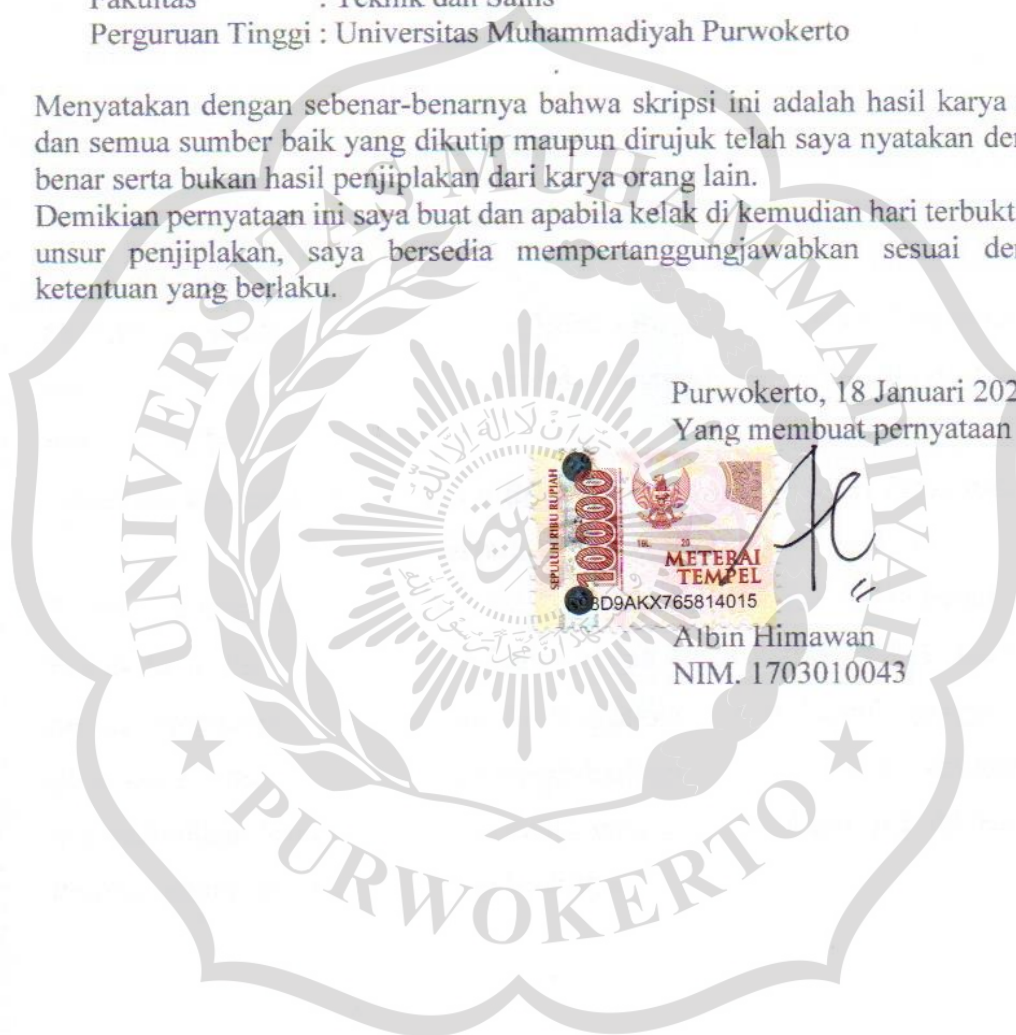 Fakultas : Teknik dan Sains
Perguruan Tinggi : Universitas Muhammadiyah Purwokerto
Menyatakan dengan sebenar-benarnya bahwa skripsi ini adalah hasil karya
dan semua sumber baik yang dikutip maupun dirujuk telah saya nyatakan
benar serta bukan hasil penjiplakan dari karya orang lain.
Demikian pernyataan ini saya buat dan apabila kelak di kemudian hari
unsur penjiplakan, saya bersedia mempertanggungjawabkan sesuai
ketentuan yang berlaku.
Purwokerto, 18 Januari
Yang membuat pernyataan
SEPULUH RIBU RUPIAH
10000
TGL. 20
METERAI
TEMPEL
D9AKX765814015
Albin Himawan
NIM. 1703010043
UNIVERSITAS MUHAMMADIYAH
PURWOKERTO